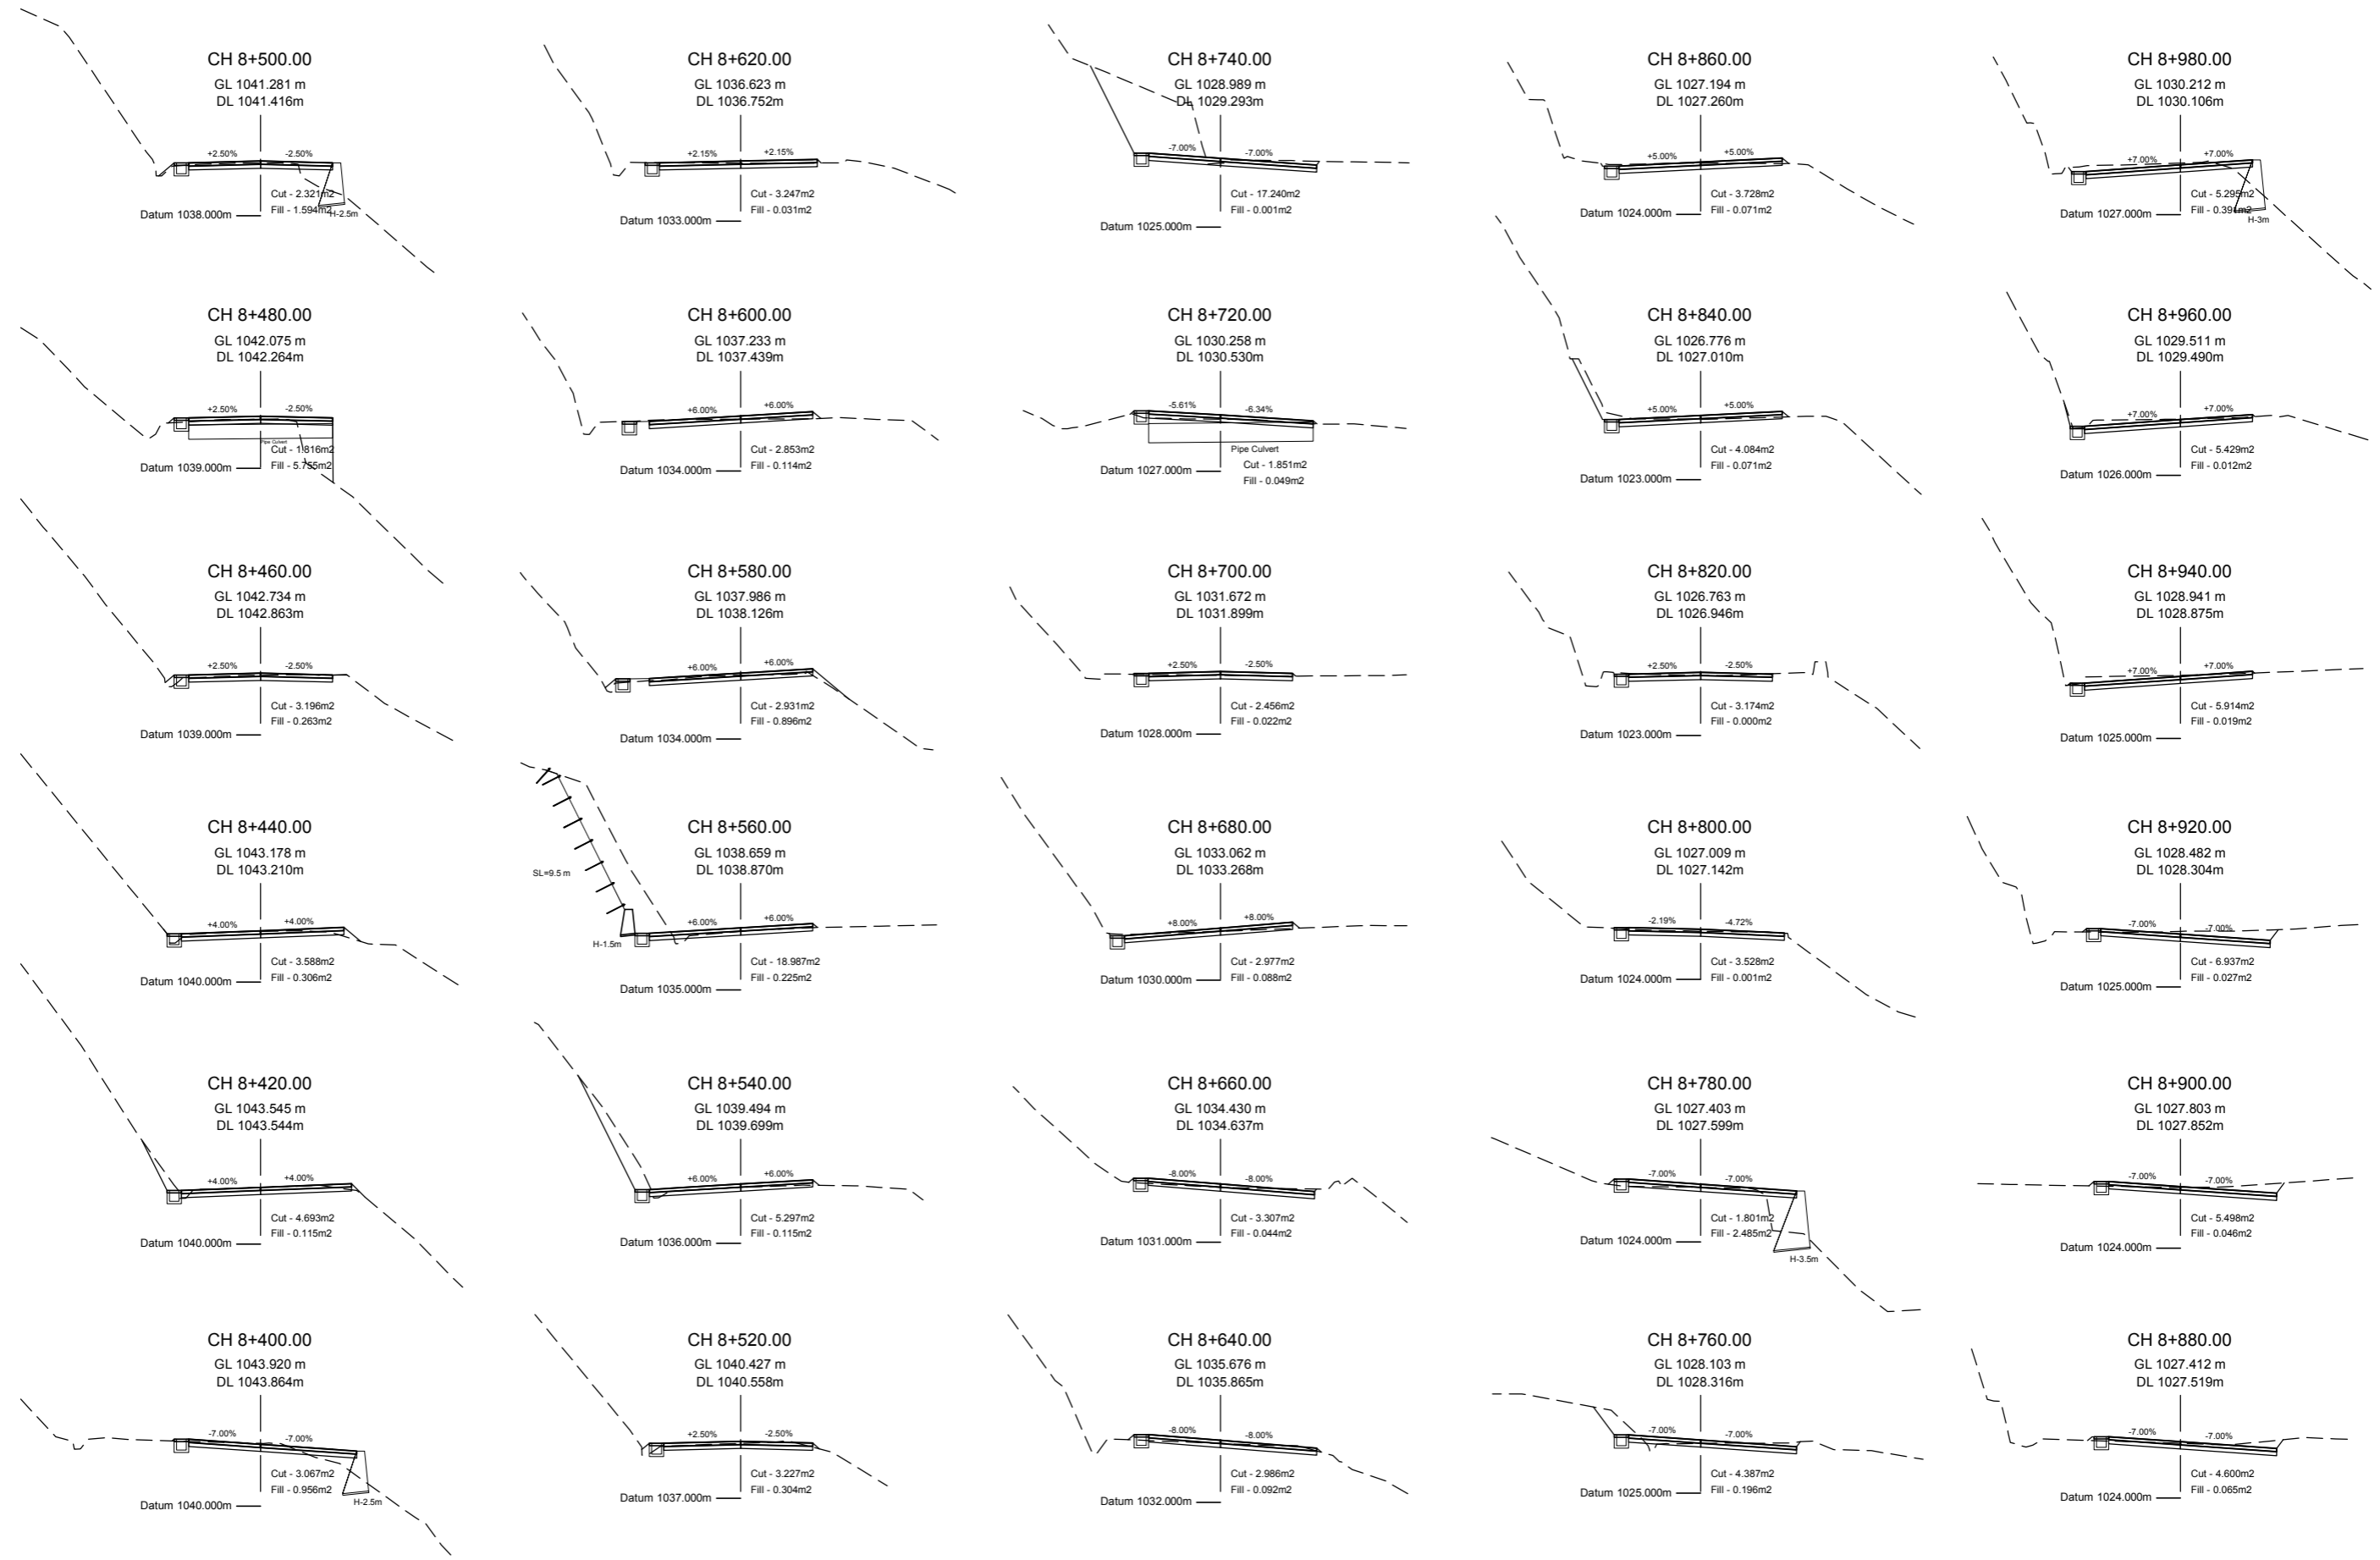 CH 8+500.00
GL 1041.281 m
DL 1041.416m
+2.50%
-2.50%
Cut - 2.321m2
Fill - 1.594m2
H-2.5m
Datum 1038.000m
CH 8+620.00
GL 1036.623 m
DL 1036.752m
+2.15%
+2.15%
Cut - 3.247m2
Fill - 0.031m2
Datum 1033.000m
CH 8+740.00
GL 1028.989 m
DL 1029.293m
-7.00%
-7.00%
Cut - 17.240m2
Fill - 0.001m2
Datum 1025.000m
CH 8+860.00
GL 1027.194 m
DL 1027.260m
+5.00%
+5.00%
Cut - 3.728m2
Fill - 0.071m2
Datum 1024.000m
CH 8+980.00
GL 1030.212 m
DL 1030.106m
+7.00%
+7.00%
Cut - 5.295m2
Fill - 0.391m2
H-3m
Datum 1027.000m
CH 8+480.00
GL 1042.075 m
DL 1042.264m
+2.50%
-2.50%
Pipe Culvert
Cut - 1.816m2
Fill - 5.755m2
Datum 1039.000m
CH 8+600.00
GL 1037.233 m
DL 1037.439m
+6.00%
+6.00%
Cut - 2.853m2
Fill - 0.114m2
Datum 1034.000m
CH 8+720.00
GL 1030.258 m
DL 1030.530m
-5.61%
-6.34%
Pipe Culvert
Cut - 1.851m2
Fill - 0.049m2
Datum 1027.000m
CH 8+840.00
GL 1026.776 m
DL 1027.010m
+5.00%
+5.00%
Cut - 4.084m2
Fill - 0.071m2
Datum 1023.000m
CH 8+960.00
GL 1029.511 m
DL 1029.490m
+7.00%
+7.00%
Cut - 5.429m2
Fill - 0.012m2
Datum 1026.000m
CH 8+460.00
GL 1042.734 m
DL 1042.863m
+2.50%
-2.50%
Cut - 3.196m2
Fill - 0.263m2
Datum 1039.000m
CH 8+580.00
GL 1037.986 m
DL 1038.126m
+6.00%
+6.00%
Cut - 2.931m2
Fill - 0.896m2
Datum 1034.000m
CH 8+700.00
GL 1031.672 m
DL 1031.899m
+2.50%
-2.50%
Cut - 2.456m2
Fill - 0.022m2
Datum 1028.000m
CH 8+820.00
GL 1026.763 m
DL 1026.946m
+2.50%
-2.50%
Cut - 3.174m2
Fill - 0.000m2
Datum 1023.000m
CH 8+940.00
GL 1028.941 m
DL 1028.875m
+7.00%
+7.00%
Cut - 5.914m2
Fill - 0.019m2
Datum 1025.000m
CH 8+440.00
GL 1043.178 m
DL 1043.210m
+4.00%
+4.00%
Cut - 3.588m2
Fill - 0.306m2
Datum 1040.000m
CH 8+560.00
GL 1038.659 m
DL 1038.870m
SL=9.5 m
+6.00%
+6.00%
H-1.5m
Cut - 18.987m2
Fill - 0.225m2
Datum 1035.000m
CH 8+680.00
GL 1033.062 m
DL 1033.268m
+8.00%
+8.00%
Cut - 2.977m2
Fill - 0.088m2
Datum 1030.000m
CH 8+800.00
GL 1027.009 m
DL 1027.142m
-2.19%
-4.72%
Cut - 3.528m2
Fill - 0.001m2
Datum 1024.000m
CH 8+920.00
GL 1028.482 m
DL 1028.304m
-7.00%
-7.00%
Cut - 6.937m2
Fill - 0.027m2
Datum 1025.000m
CH 8+420.00
GL 1043.545 m
DL 1043.544m
+4.00%
+4.00%
Cut - 4.693m2
Fill - 0.115m2
Datum 1040.000m
CH 8+540.00
GL 1039.494 m
DL 1039.699m
+6.00%
+6.00%
Cut - 5.297m2
Fill - 0.115m2
Datum 1036.000m
CH 8+660.00
GL 1034.430 m
DL 1034.637m
-8.00%
-8.00%
Cut - 3.307m2
Fill - 0.044m2
Datum 1031.000m
CH 8+780.00
GL 1027.403 m
DL 1027.599m
-7.00%
-7.00%
Cut - 1.801m2
Fill - 2.485m2
H-3.5m
Datum 1024.000m
CH 8+900.00
GL 1027.803 m
DL 1027.852m
-7.00%
-7.00%
Cut - 5.498m2
Fill - 0.046m2
Datum 1024.000m
CH 8+400.00
GL 1043.920 m
DL 1043.864m
-7.00%
-7.00%
Cut - 3.067m2
Fill - 0.956m2
H-2.5m
Datum 1040.000m
CH 8+520.00
GL 1040.427 m
DL 1040.558m
+2.50%
-2.50%
Cut - 3.227m2
Fill - 0.304m2
Datum 1037.000m
CH 8+640.00
GL 1035.676 m
DL 1035.865m
-8.00%
-8.00%
Cut - 2.986m2
Fill - 0.092m2
Datum 1032.000m
CH 8+760.00
GL 1028.103 m
DL 1028.316m
-7.00%
-7.00%
Cut - 4.387m2
Fill - 0.196m2
Datum 1025.000m
CH 8+880.00
GL 1027.412 m
DL 1027.519m
-7.00%
-7.00%
Cut - 4.600m2
Fill - 0.065m2
Datum 1024.000m